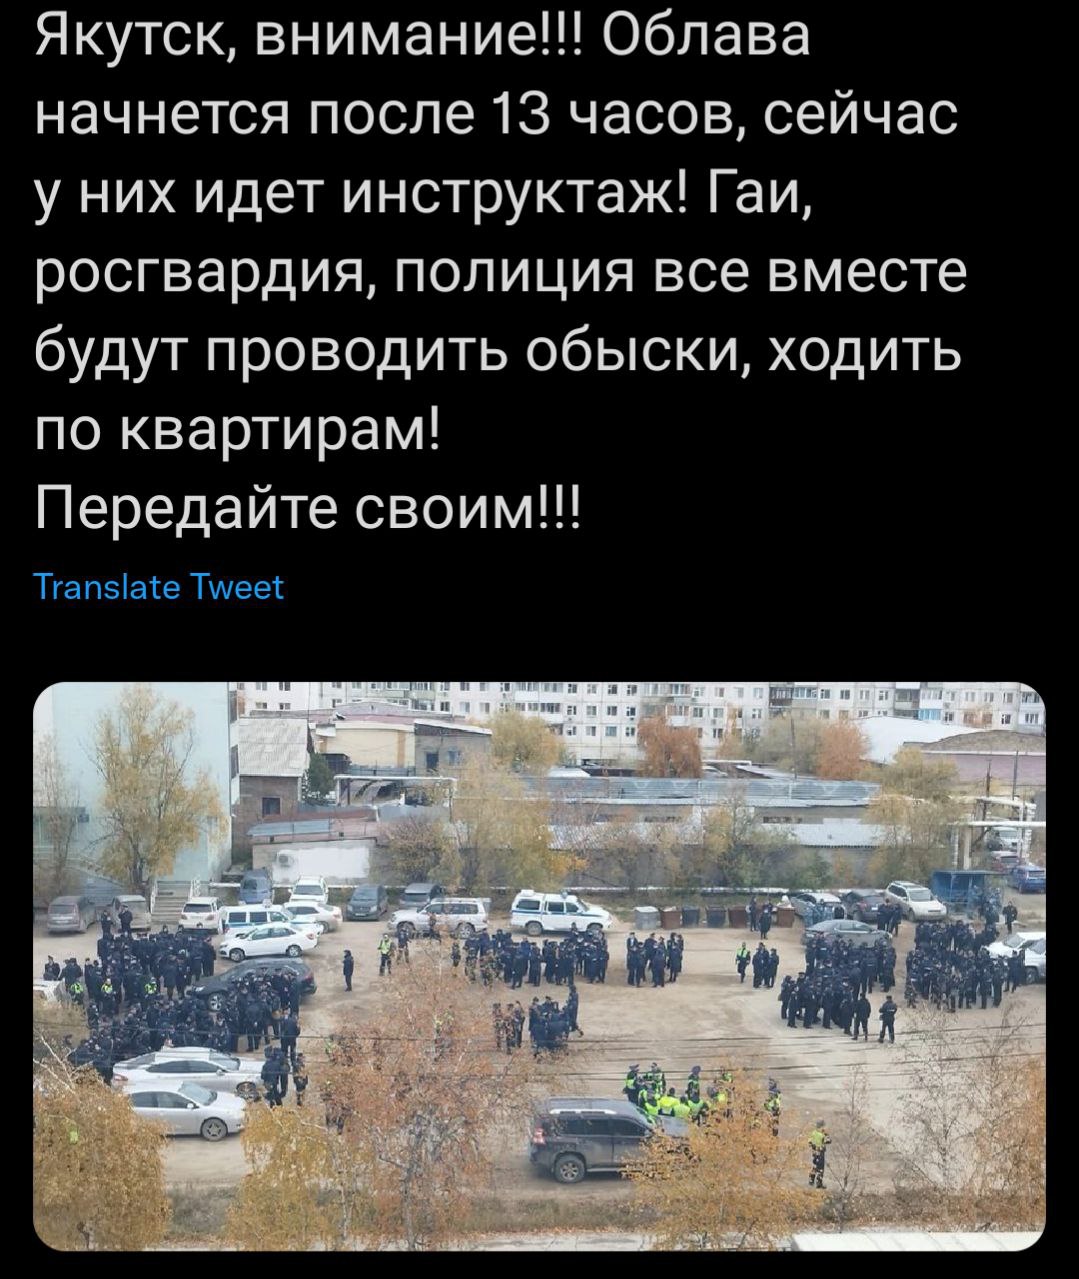 Якутск, внимание!!! Облава
начнется после 13 часов, сейчас
у них идет инструктаж! Гаи,
росгвардия, полиция все вместе
будут проводить обыски, ходить
по квартирам!
Передайте своим!!!
Translate Tweet